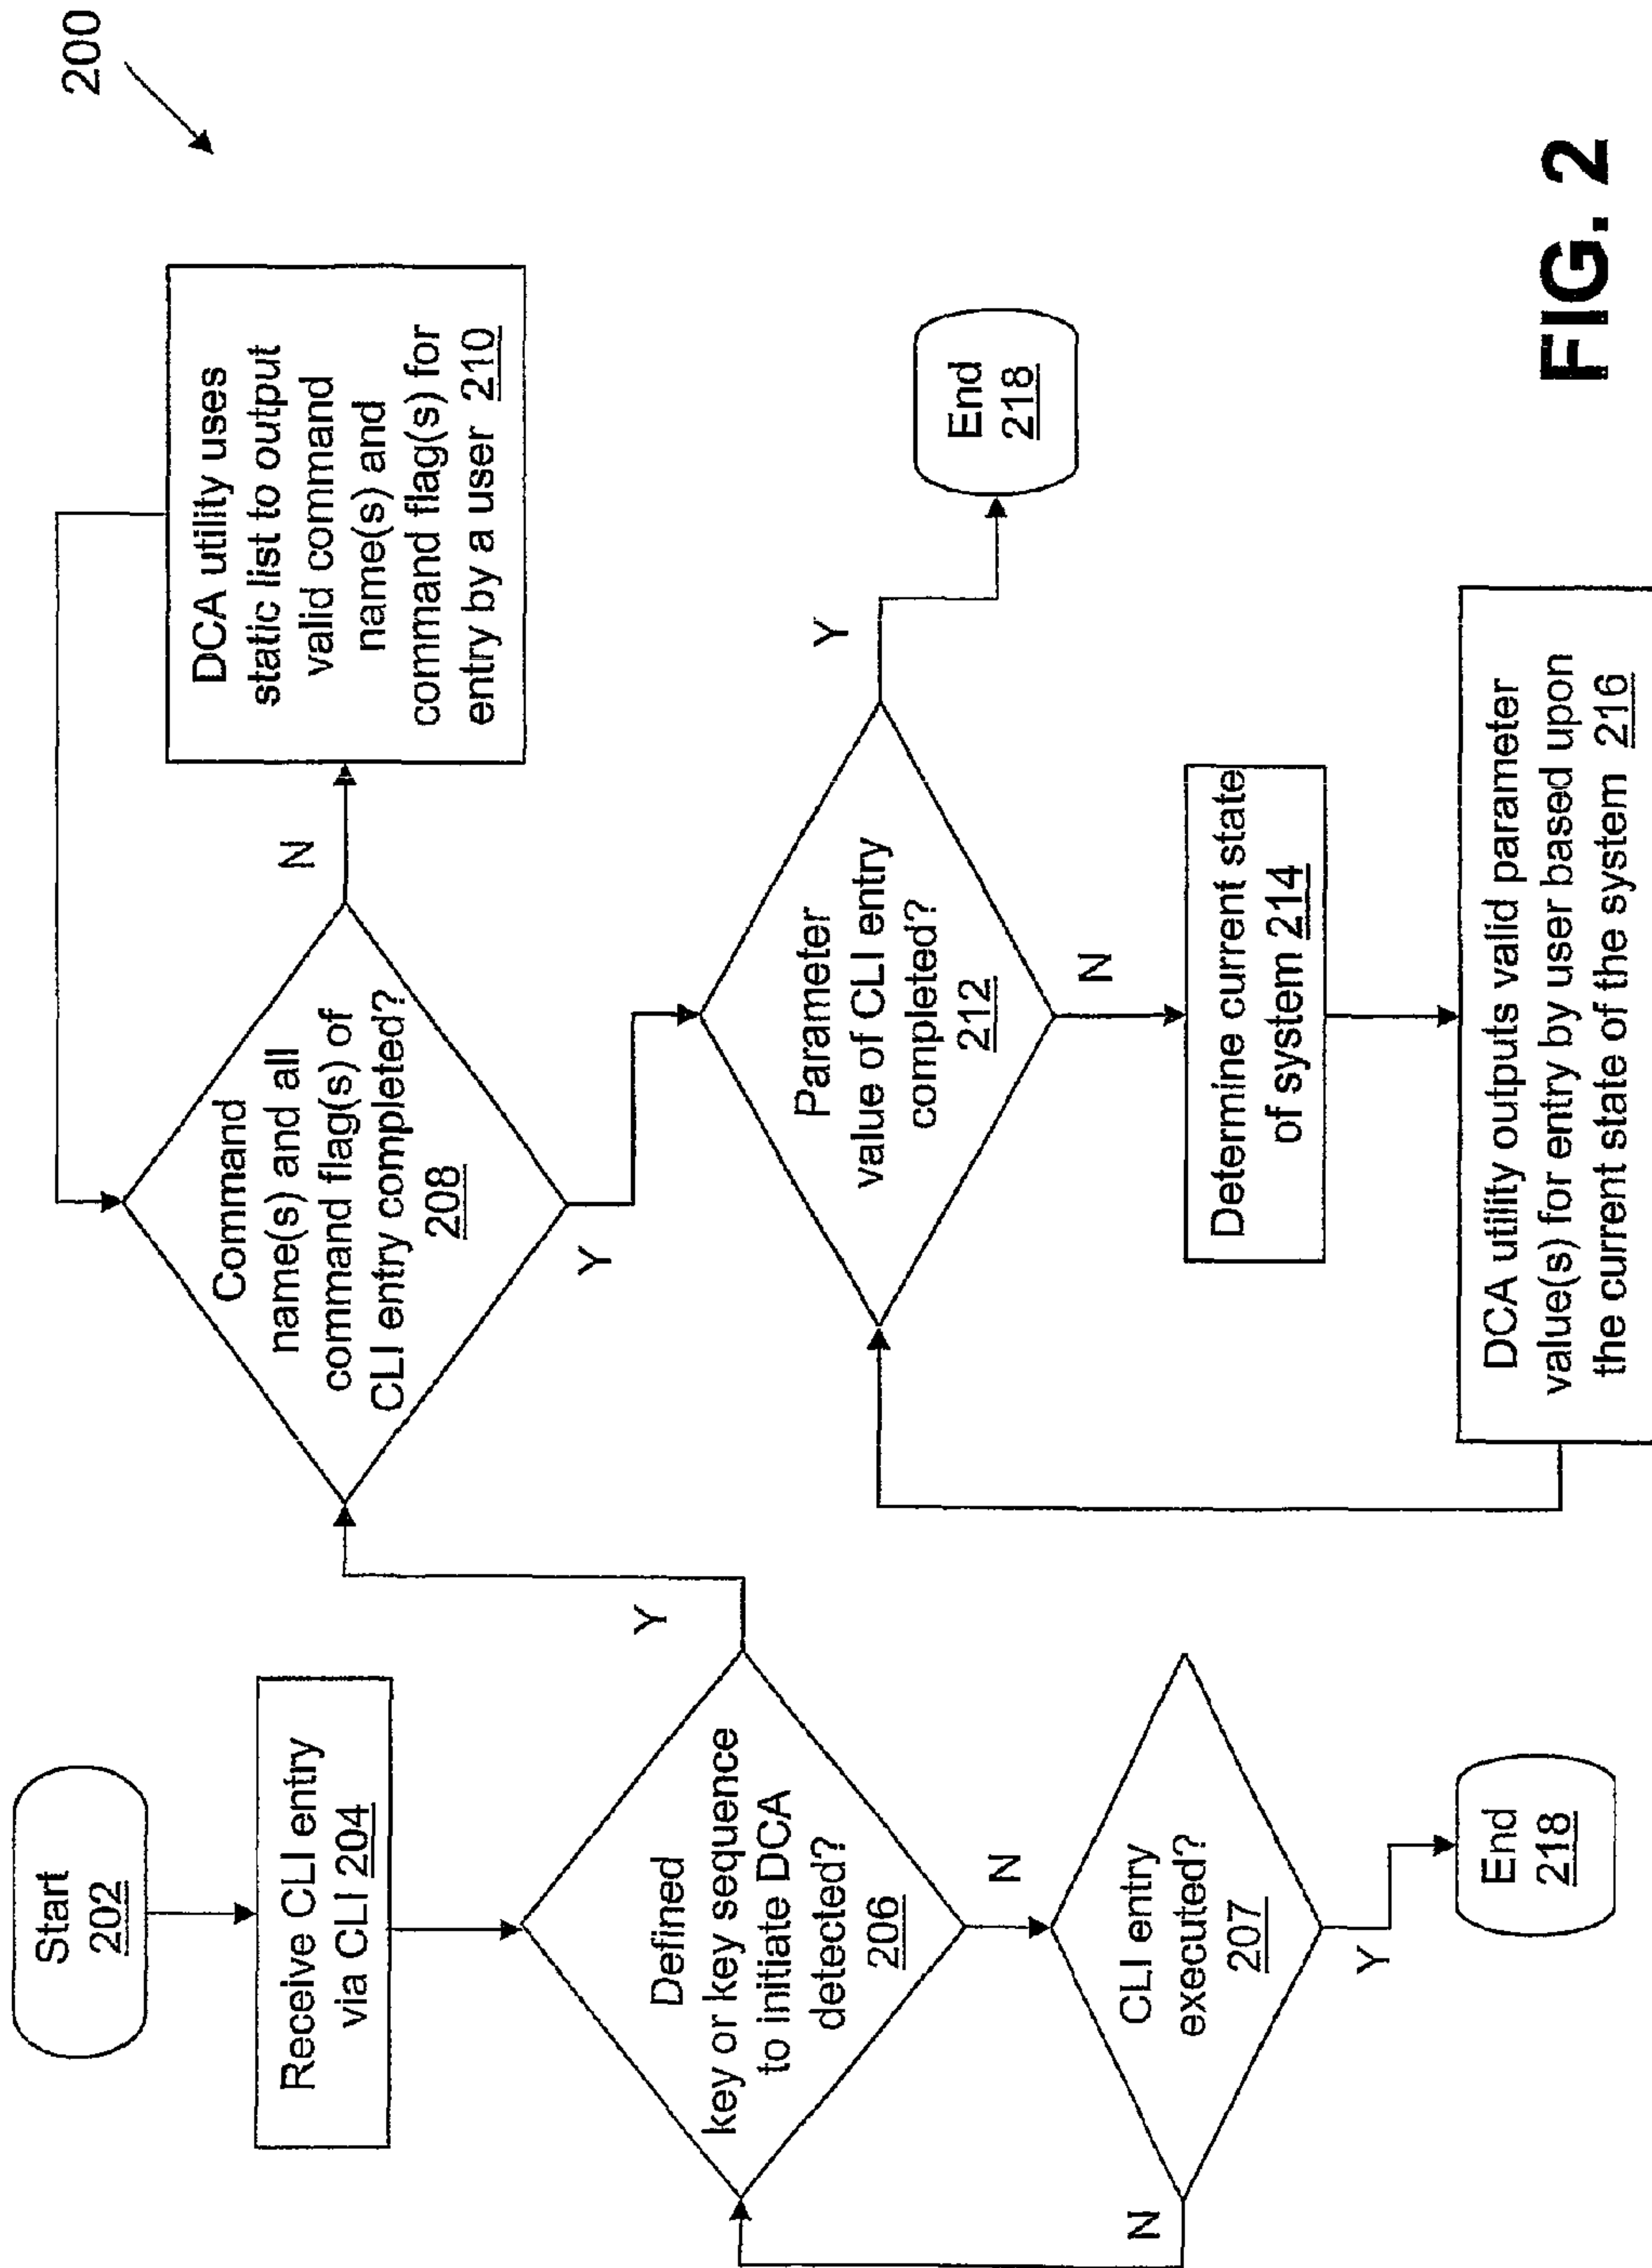 200
Start
202
Receive CLI entry
via CLI 204
Defined
key or key sequence
to initiate DCA
detected?
206
Y
N
CLI entry
executed?
207
N
Y
End
218
Command
name(s) and all
command flag(s) of
CLI entry completed?
208
N
Y
DCA utility uses
static list to output
valid command
name(s) and
command flag(s) for
entry by a user 210
Parameter
value of CLI entry
completed?
212
Y
N
End
218
Determine current state
of system 214
DCA utility outputs valid parameter
value(s) for entry by user based upon
the current state of the system 216
FIG. 2